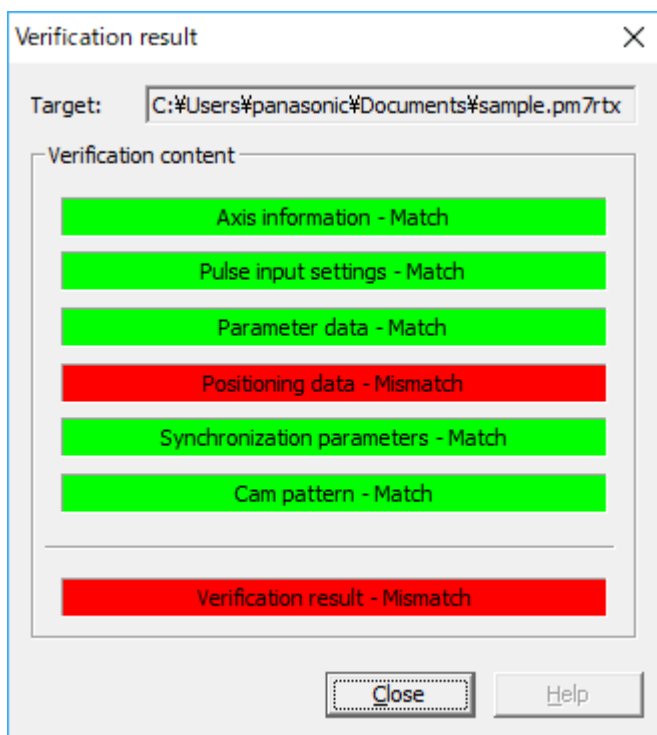 Verification result
Target: C:¥Users¥panasonic¥Documents¥sample.pm7rtx
Verification content
Axis information - Match
Pulse input settings - Match
Parameter data - Match
Positioning data - Mismatch
Synchronization parameters - Match
Cam pattern - Match
Verification result - Mismatch
Close Help